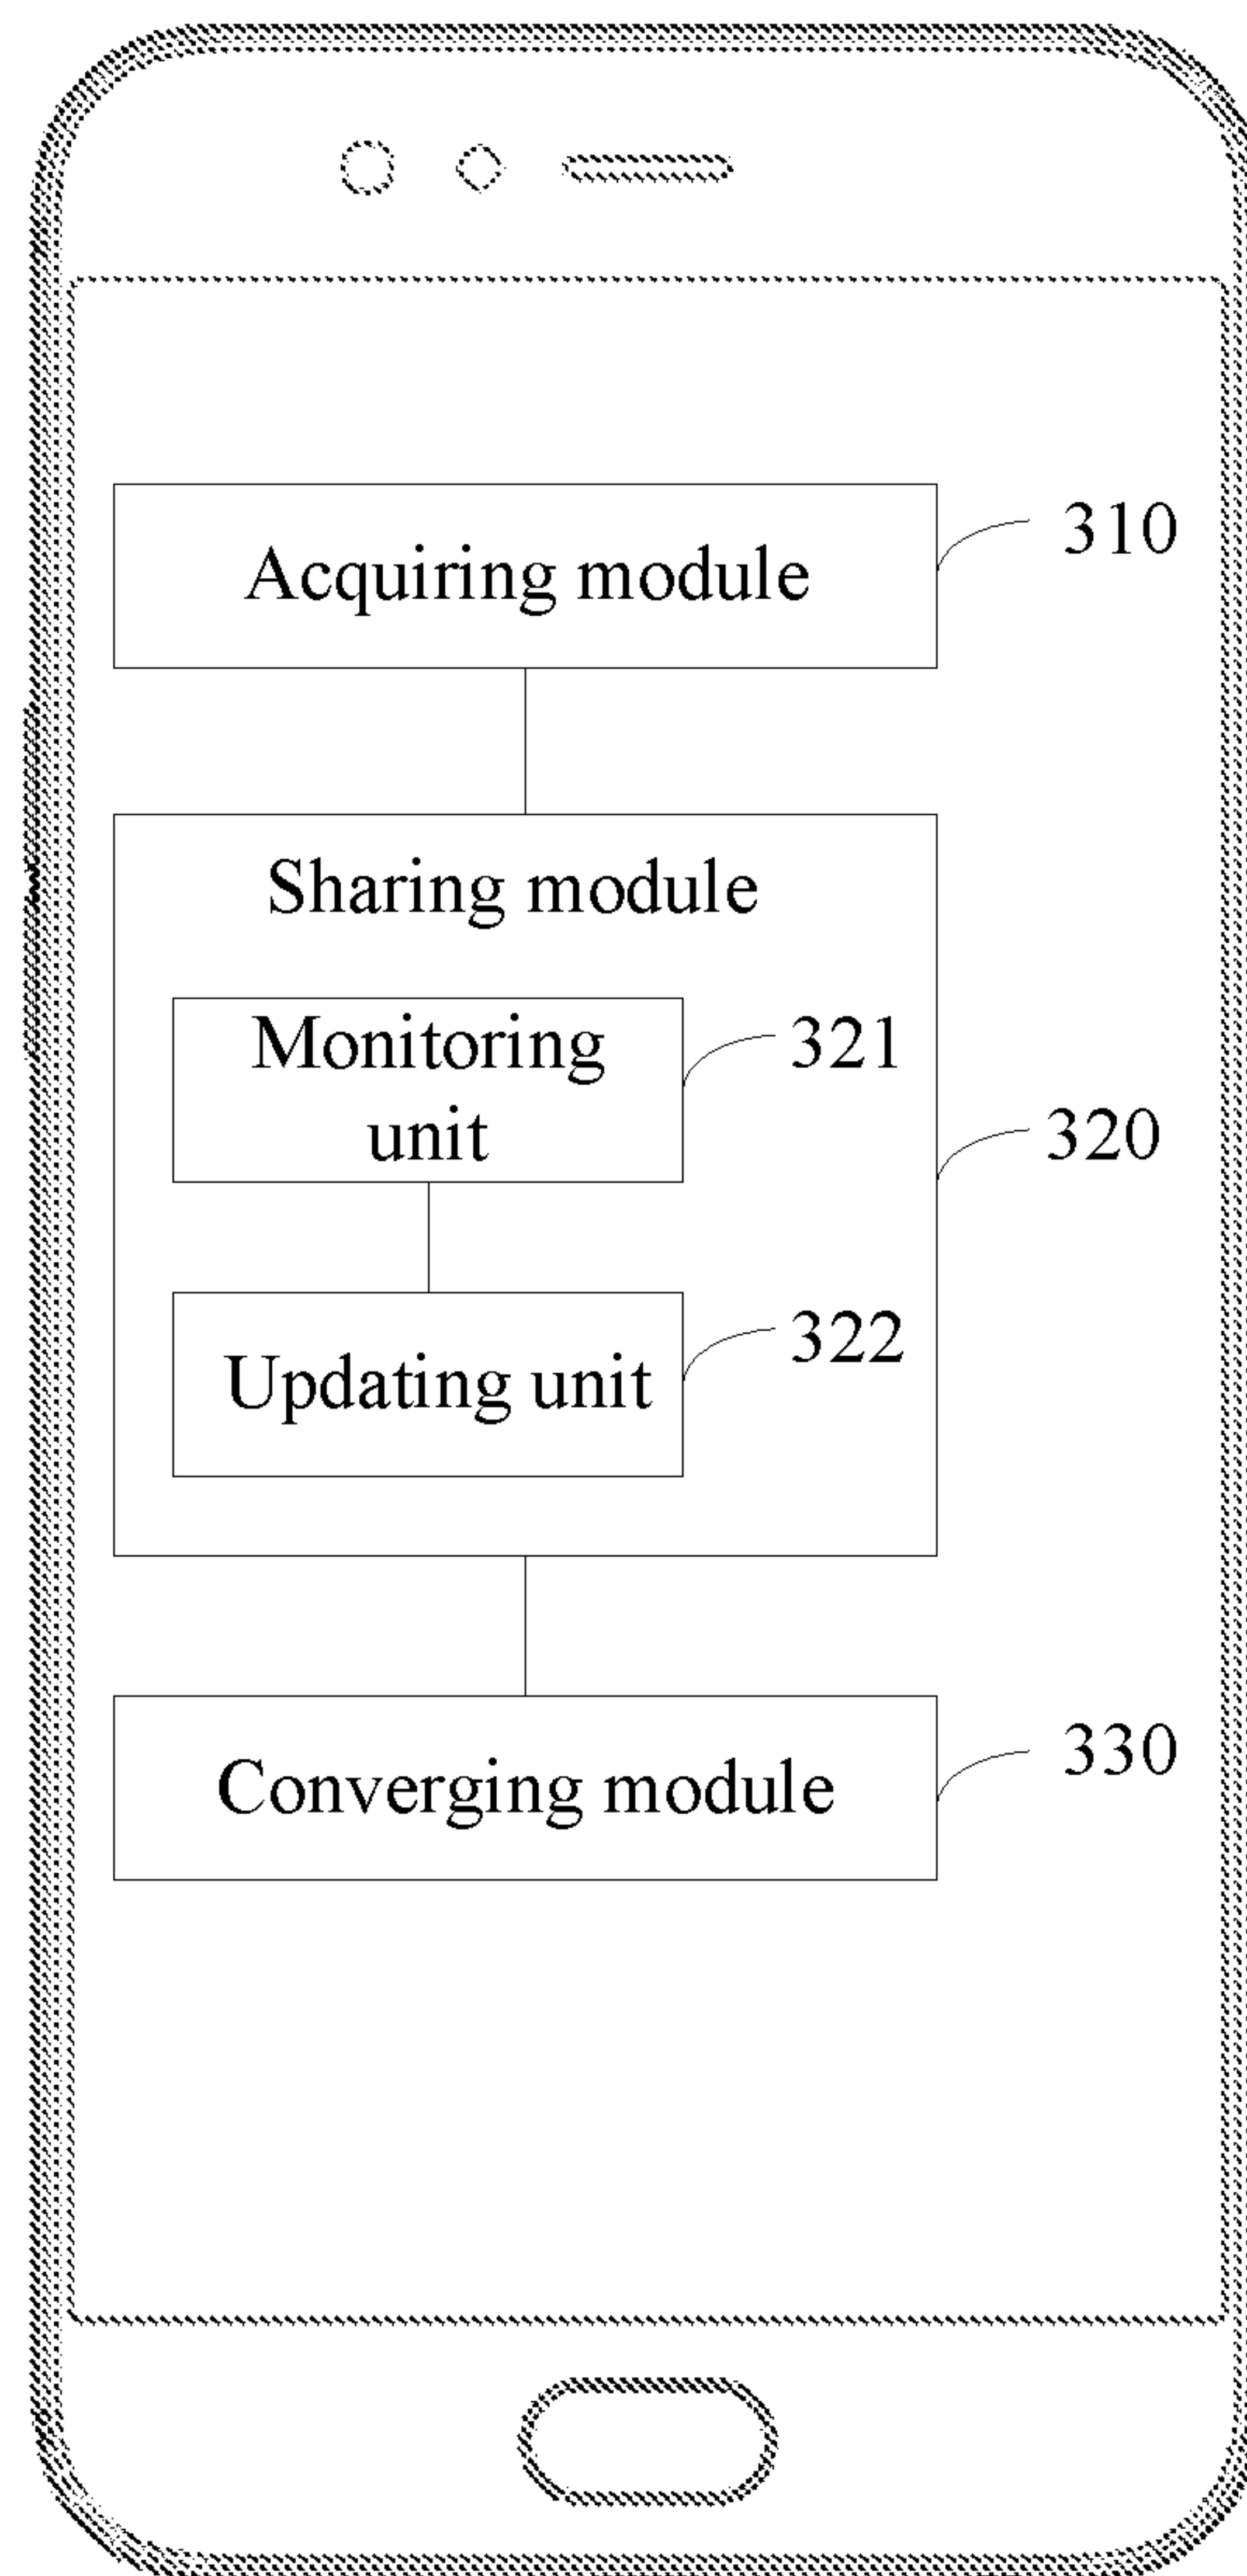 Acquiring module
310
Sharing module
Monitoring
unit
321
320
Updating unit
322
Converging module
330